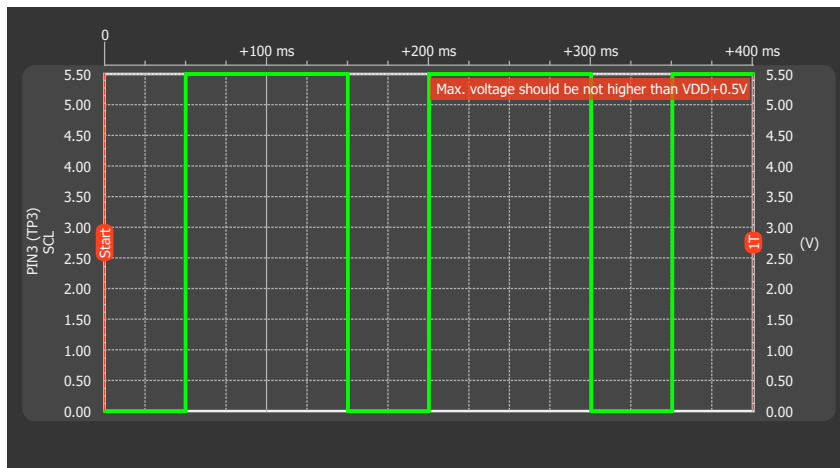 0
+100 ms
+200 ms
+300 ms
+400 ms
5.50
5.00
4.50
4.00
3.50
3.00
2.50
2.00
1.50
1.00
0.50
0.00
PIN3 (TP3)
SCL
Start
Max. voltage should be not higher than VDD+0.5V
1T
5.50
5.00
4.50
4.00
3.50
3.00
2.50
2.00
1.50
1.00
0.50
0.00
(V)